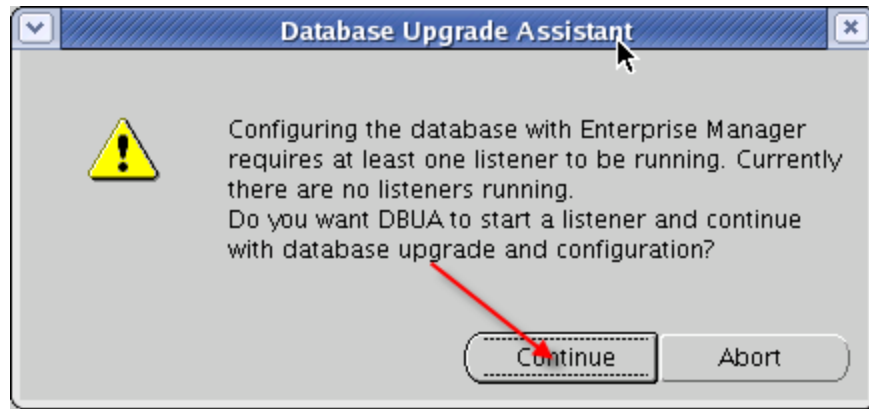 Database Upgrade Assistant
Configuring the database with Enterprise Manager
requires at least one listener to be running. Currently
there are no listeners running.
Do you want DBUA to start a listener and continue
with database upgrade and configuration?
Continue Abort